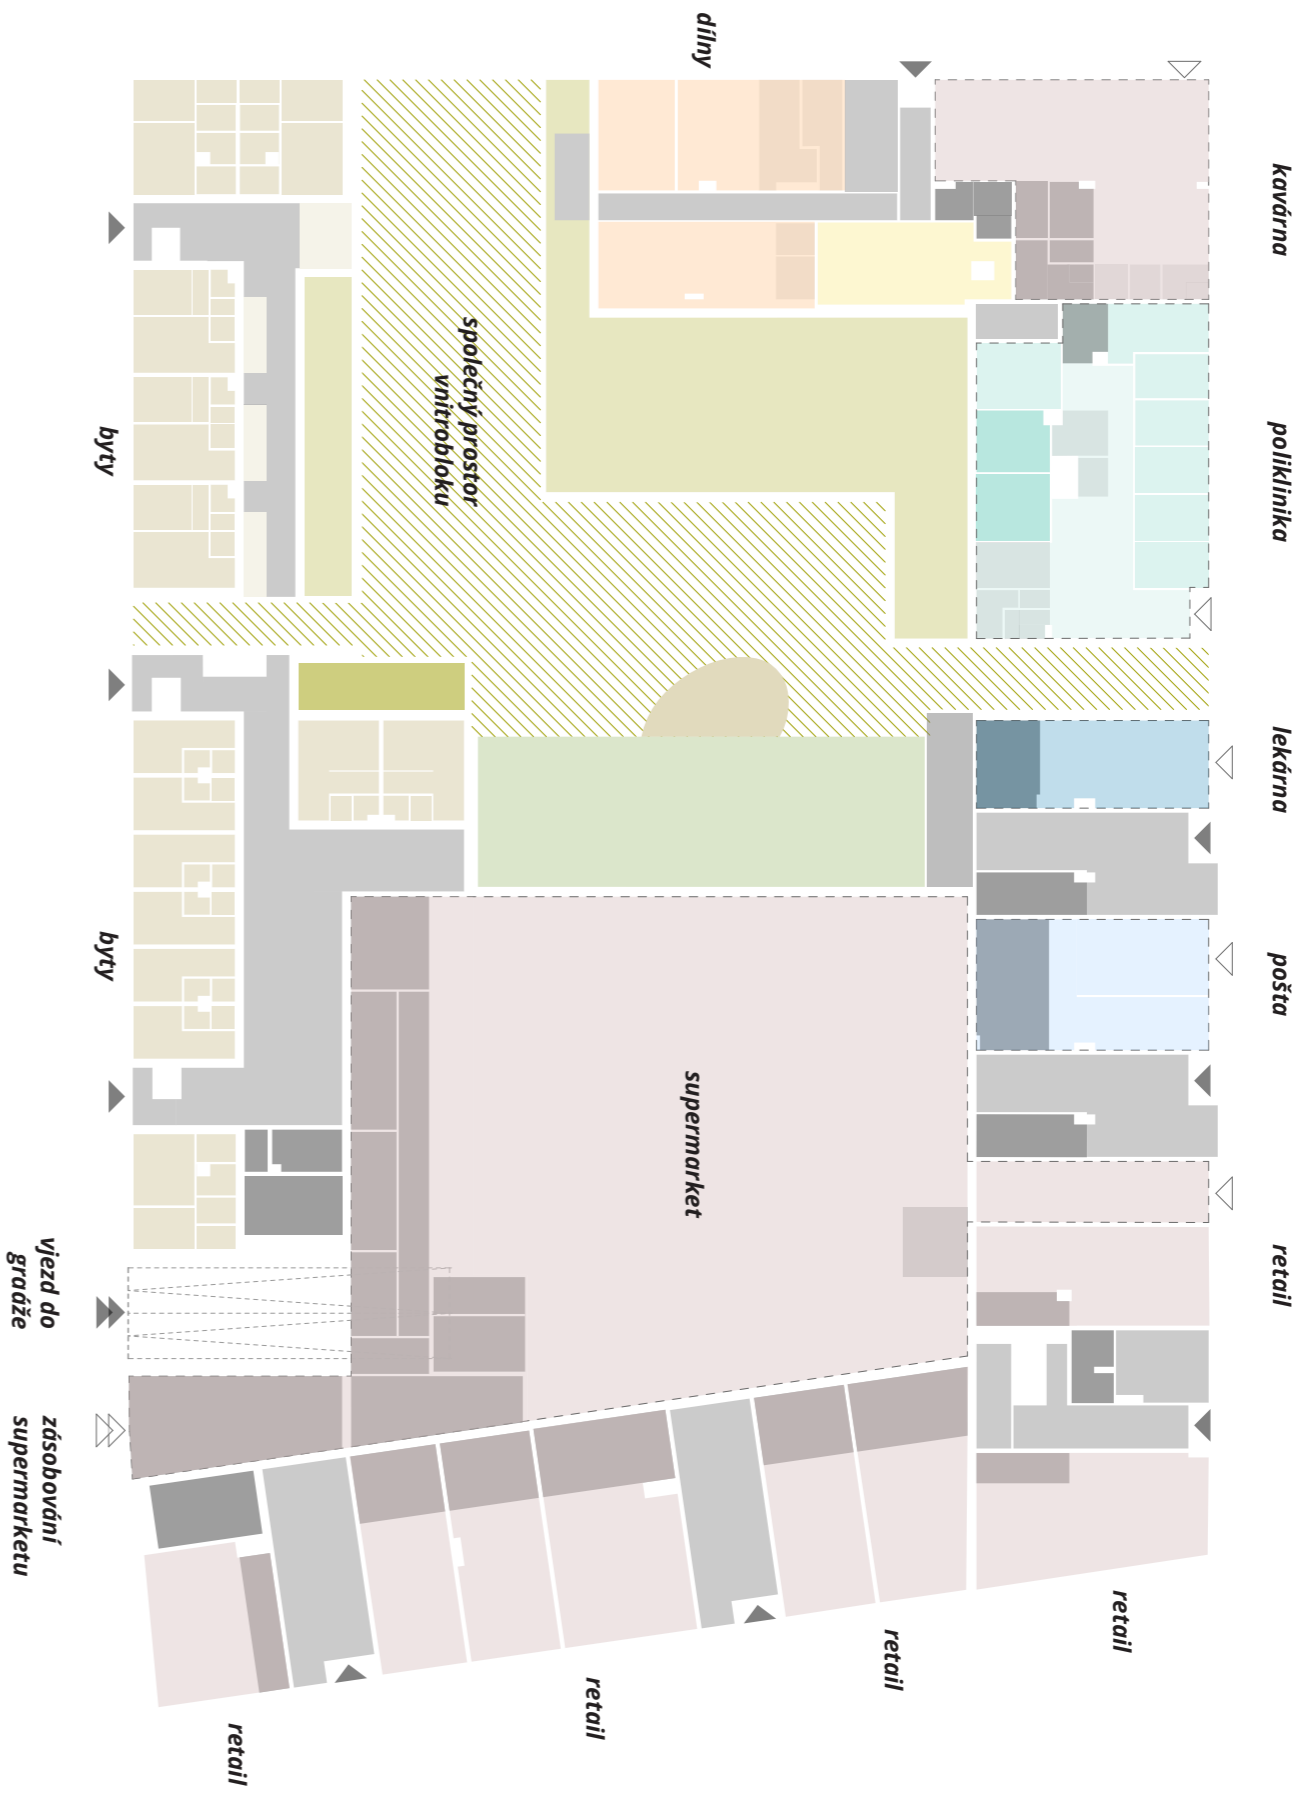 kavárna
poliklinika
lekárna
pošta
retail
retail
retail
dílny
supermarket
retail
společný prostor
vnitrobloku
retail
byty
byty
vjezd do
graáže
zásobování
supermarketu